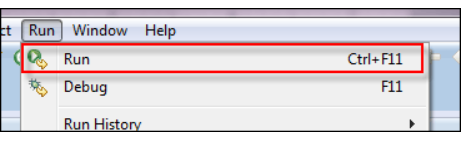 ct Run Window Help
Run Ctrl+F11
Debug F11
Run History